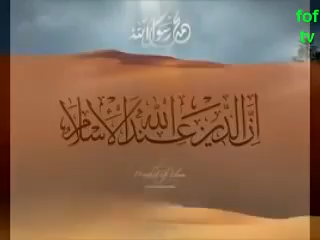 محمد رسول الله
fof
tv
إن الدين عند الله الإسلام